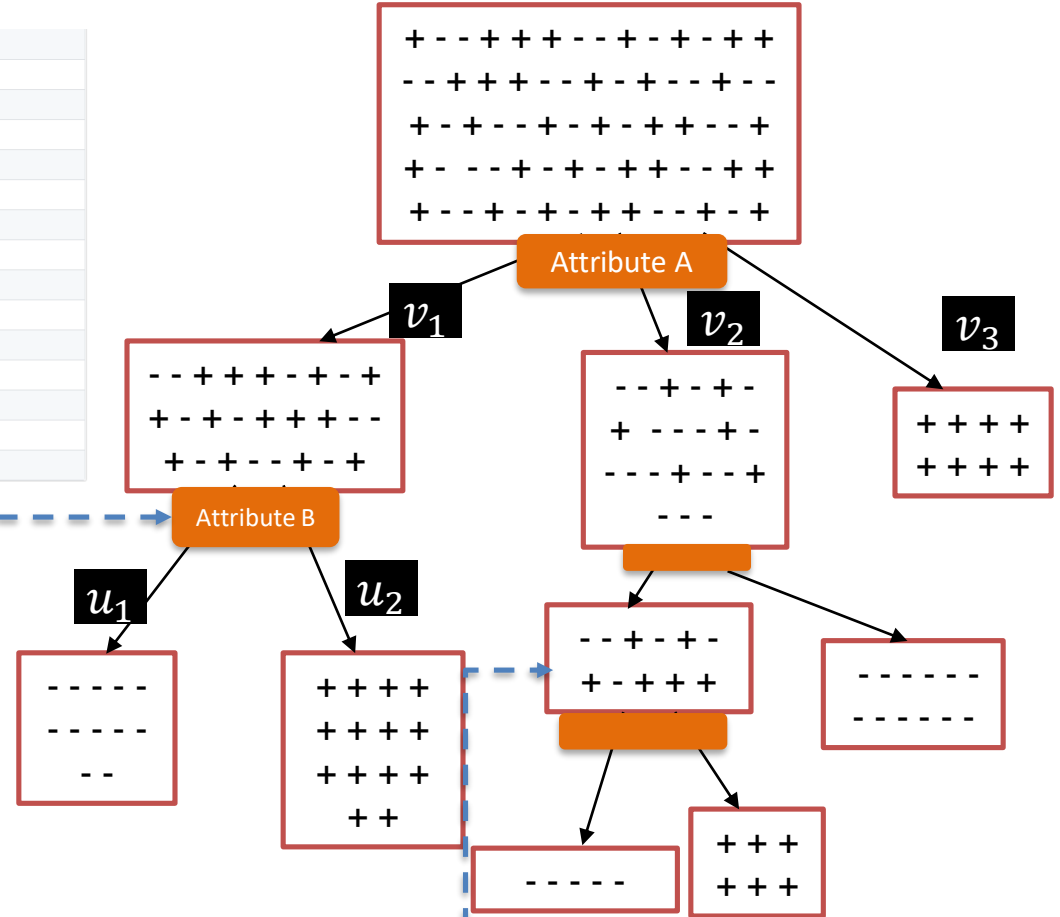 + - - + + + - - + - + - + +
- - + + + - - + - + - - + - -
+ - + - - + - + - + + - - +
+ - - - + - + - + + - - + +
+ - - + - + - + + - - + - +
Attribute A
v₁
v₂
v₃
- - + + + - + - +
+ - + - + + + - -
+ - + - - + - +
Attribute B
- - + - + -
+ - - - + -
- - - + - - +
- - -
+ + + +
+ + + +
u₁
u₂
- - - - -
- - - - -
- -
+ + + +
+ + + +
+ + + +
+ +
- - + - + -
+ - + + +
- - - - - -
- - - - - -
- - - - -
+ + +
+ + +